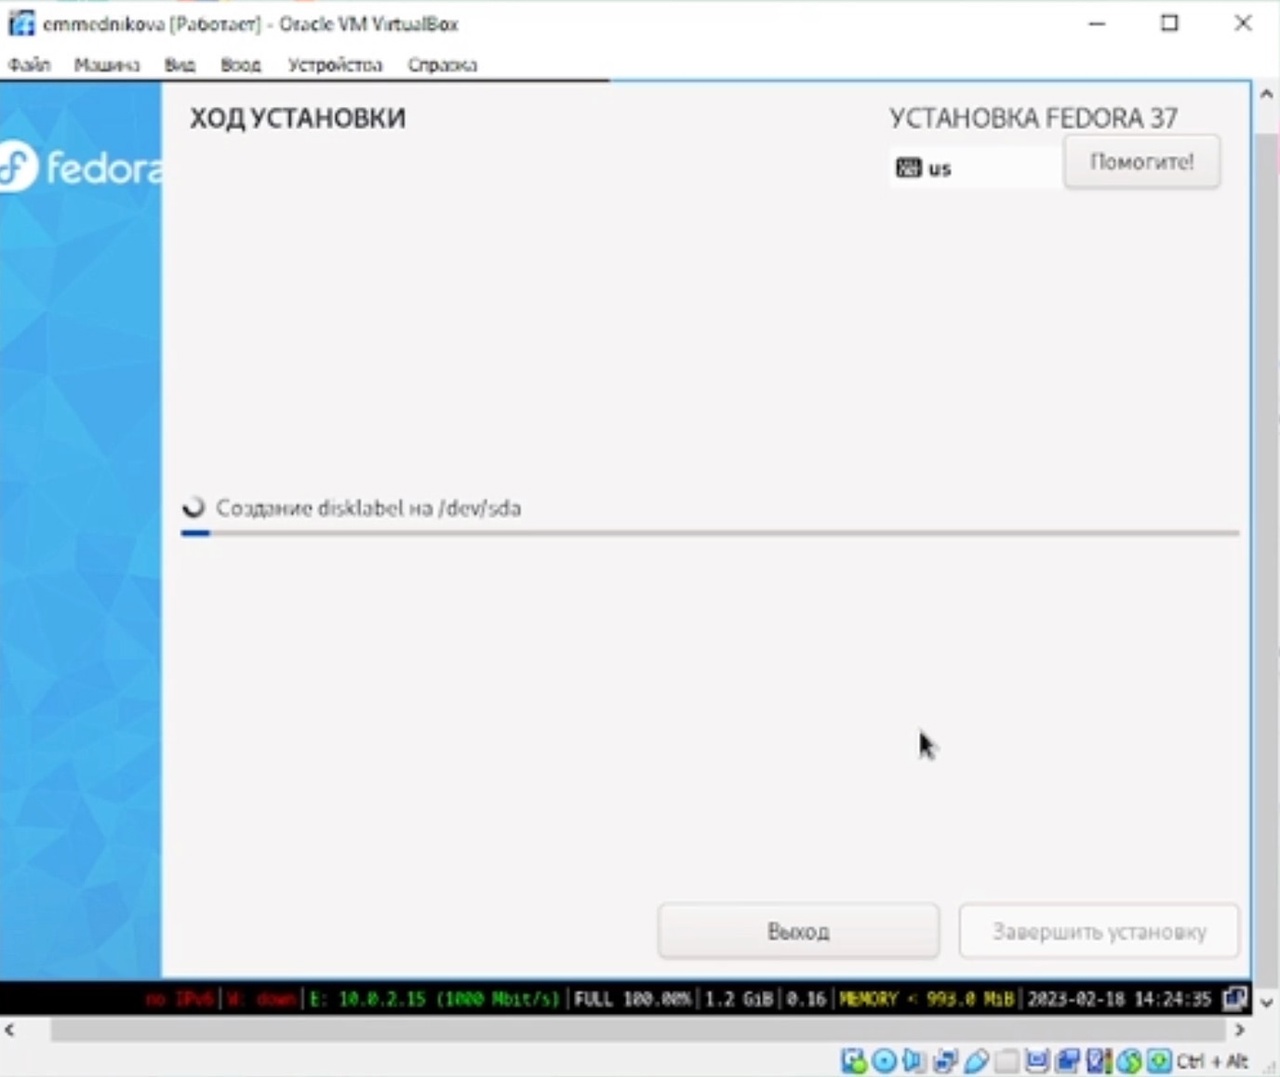 emmednikova [Работает] - Oracle VM VirtualBox
Файл Машина Вид Ввод Устройства Справка
ХОД УСТАНОВКИ
УСТАНОВКА FEDORA 37
fedora
us
Помогите!
Создание disklabel на /dev/sda
Выход
Завершить установку
no IPv6|W: down|E: 10.0.2.15 (1000 Mbit/s)|FULL 100.00%|1.2 GiB|0.16|MEMORY < 993.0 MiB|2023-02-18 14:24:35
Ctrl + Alt